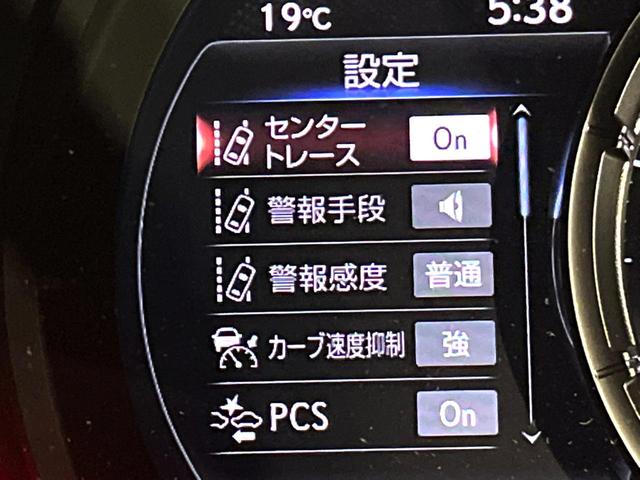 19℃
5:38
設定
センター
トレース
On
警報手段
警報感度
普通
カーブ速度抑制
強
PCS
On